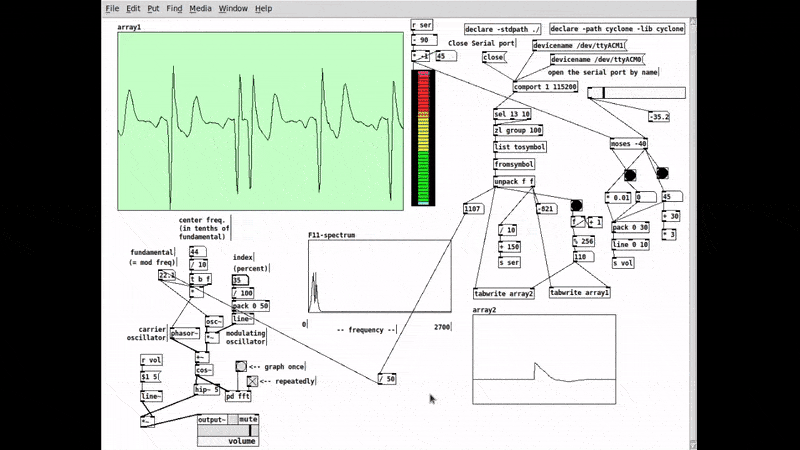 File Edit Put Find Media Window Help
array1
r ser
- 90
* -1
45
declare -stdpath ./
declare -path cyclone -lib cyclone
Close Serial port
devicename /dev/ttyACM1
close
devicename /dev/ttyACM0
open the serial port by name
comport 1 115200
-35.2
sel 13 10
zl group 100
list tosymbol
fromsymbol
unpack f f
moses -40
1107
-821
* 0.01
0
45
f
+ 1
/ 10
+ 150
s ser
pack 0 30
+ 30
% 256
line 0 10
* 3
110
s vol
tabwrite array2
tabwrite array1
center freq.
(in tenths of
fundamental)
fundamental
(= mod freq)
44
/ 10
index
(percent)
t b f
35
*
/ 100
pack 0 50
osc~
line~
F11-spectrum
0
-- frequency --
2700
array2
carrier
oscillator
phasor~
*~
modulating
oscillator
r vol
*~
$1 5
cos~
<-- graph once
/ 50
<-- repeatedly
line~
hip~ 5
pd fft
*~
output~
mute
volume